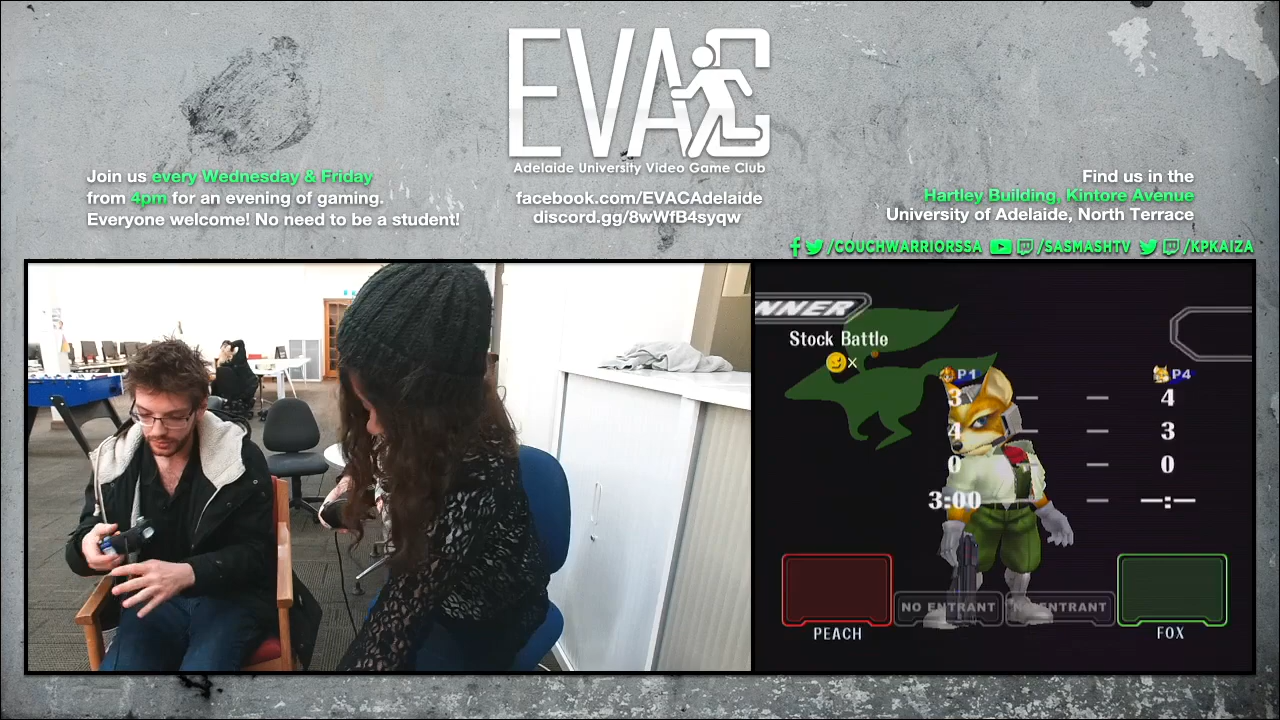 EVAC
Adelaide University Video Game Club
Join us every Wednesday & Friday
from 4pm for an evening of gaming.
Everyone welcome! No need to be a student!
facebook.com/EVACAdelaide
discord.gg/8wWfB4syqw
Find us in the
Hartley Building, Kintore Avenue
University of Adelaide, North Terrace
/COUCHWARRIORSSA /SASMASHTV /KPKAIZA
NNER
Stock Battle
X
P1 P4
3 — — 4
4 — — 3
0 — 0
3:00 — —:—
NO ENTRANT NO ENTRANT
PEACH FOX